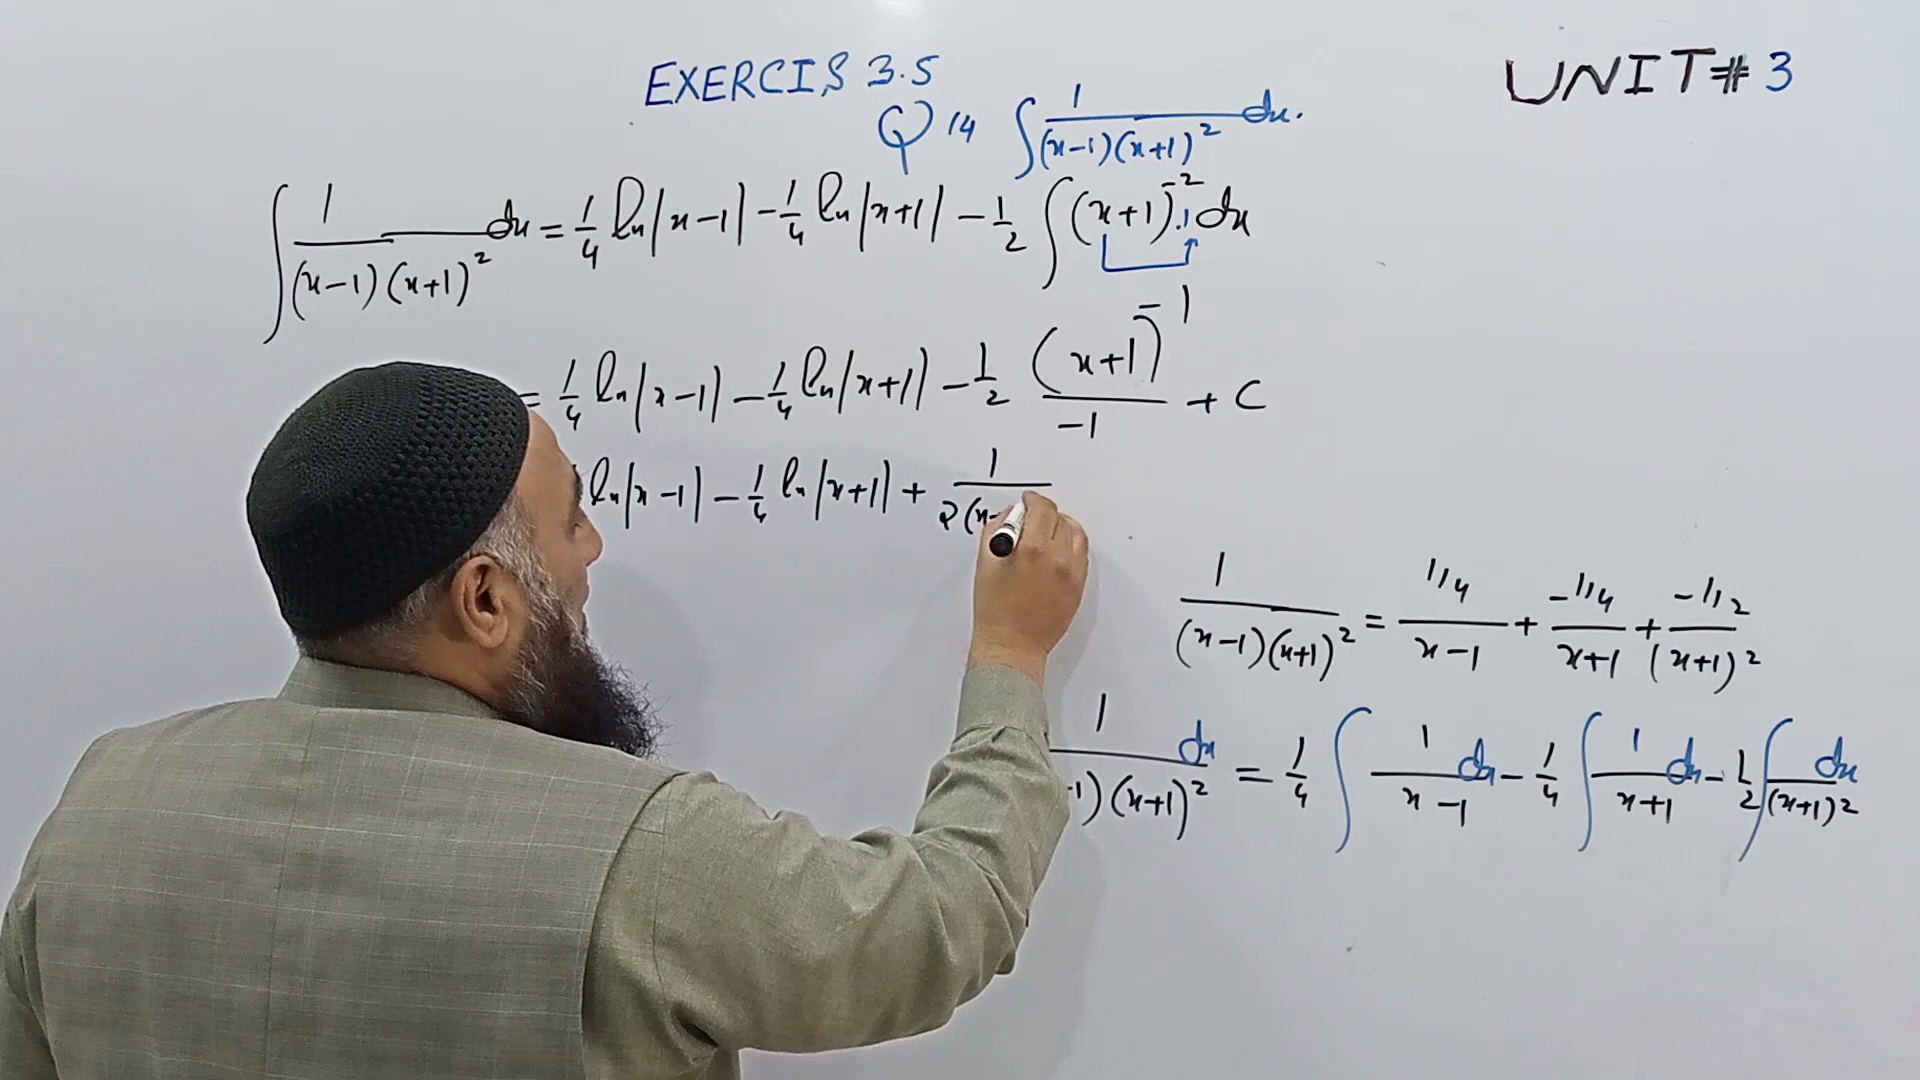 EXERCIS 3.5
UNIT # 3
Q 14 ∫ 1/((x-1)(x+1)²) dx.
∫ 1/((x-1)(x+1)²) dx = 1/4 ln|x-1| - 1/4 ln|x+1| - 1/2 ∫ (x+1)⁻² .1 dx
= 1/4 ln|x-1| - 1/4 ln|x+1| - 1/2 (x+1)⁻¹/-1 + C
ln|x-1| - 1/4 ln|x+1| + 1/2(x
1/((x-1)(x+1)²) = 1/4/(x-1) + -1/4/(x+1) + -1/2/(x+1)²
1/(-1)(x+1)² dx = 1/4 ∫ 1/(x-1) dx - 1/4 ∫ 1/(x+1) dx - 1/2 ∫ dx/(x+1)²